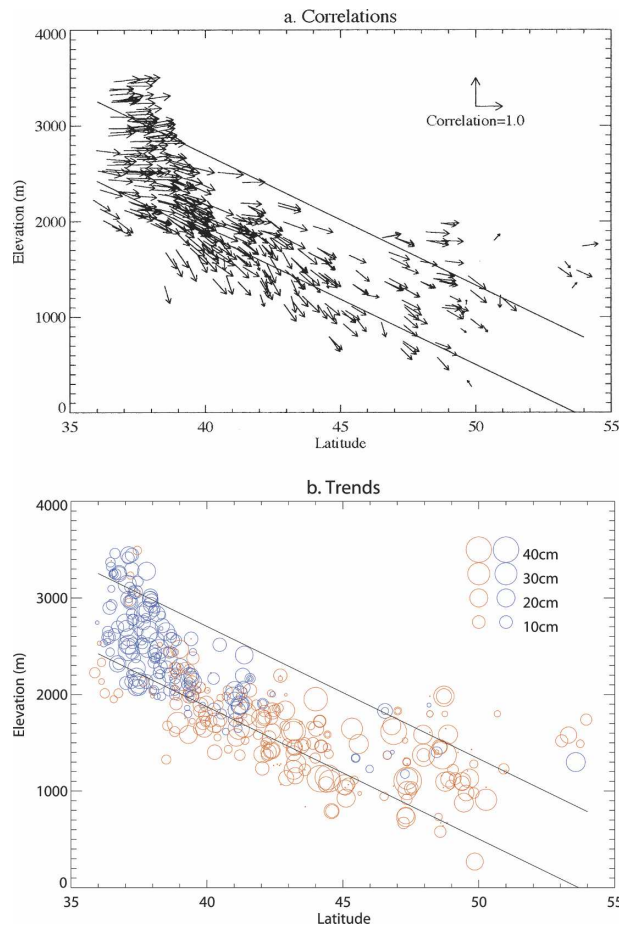 a. Correlations
4000
3000
2000
1000
0
Elevation (m)
Correlation=1.0
35
40
45
50
55
Latitude
b. Trends
4000
3000
2000
1000
0
Elevation (m)
40cm
30cm
20cm
10cm
35
40
45
50
55
Latitude